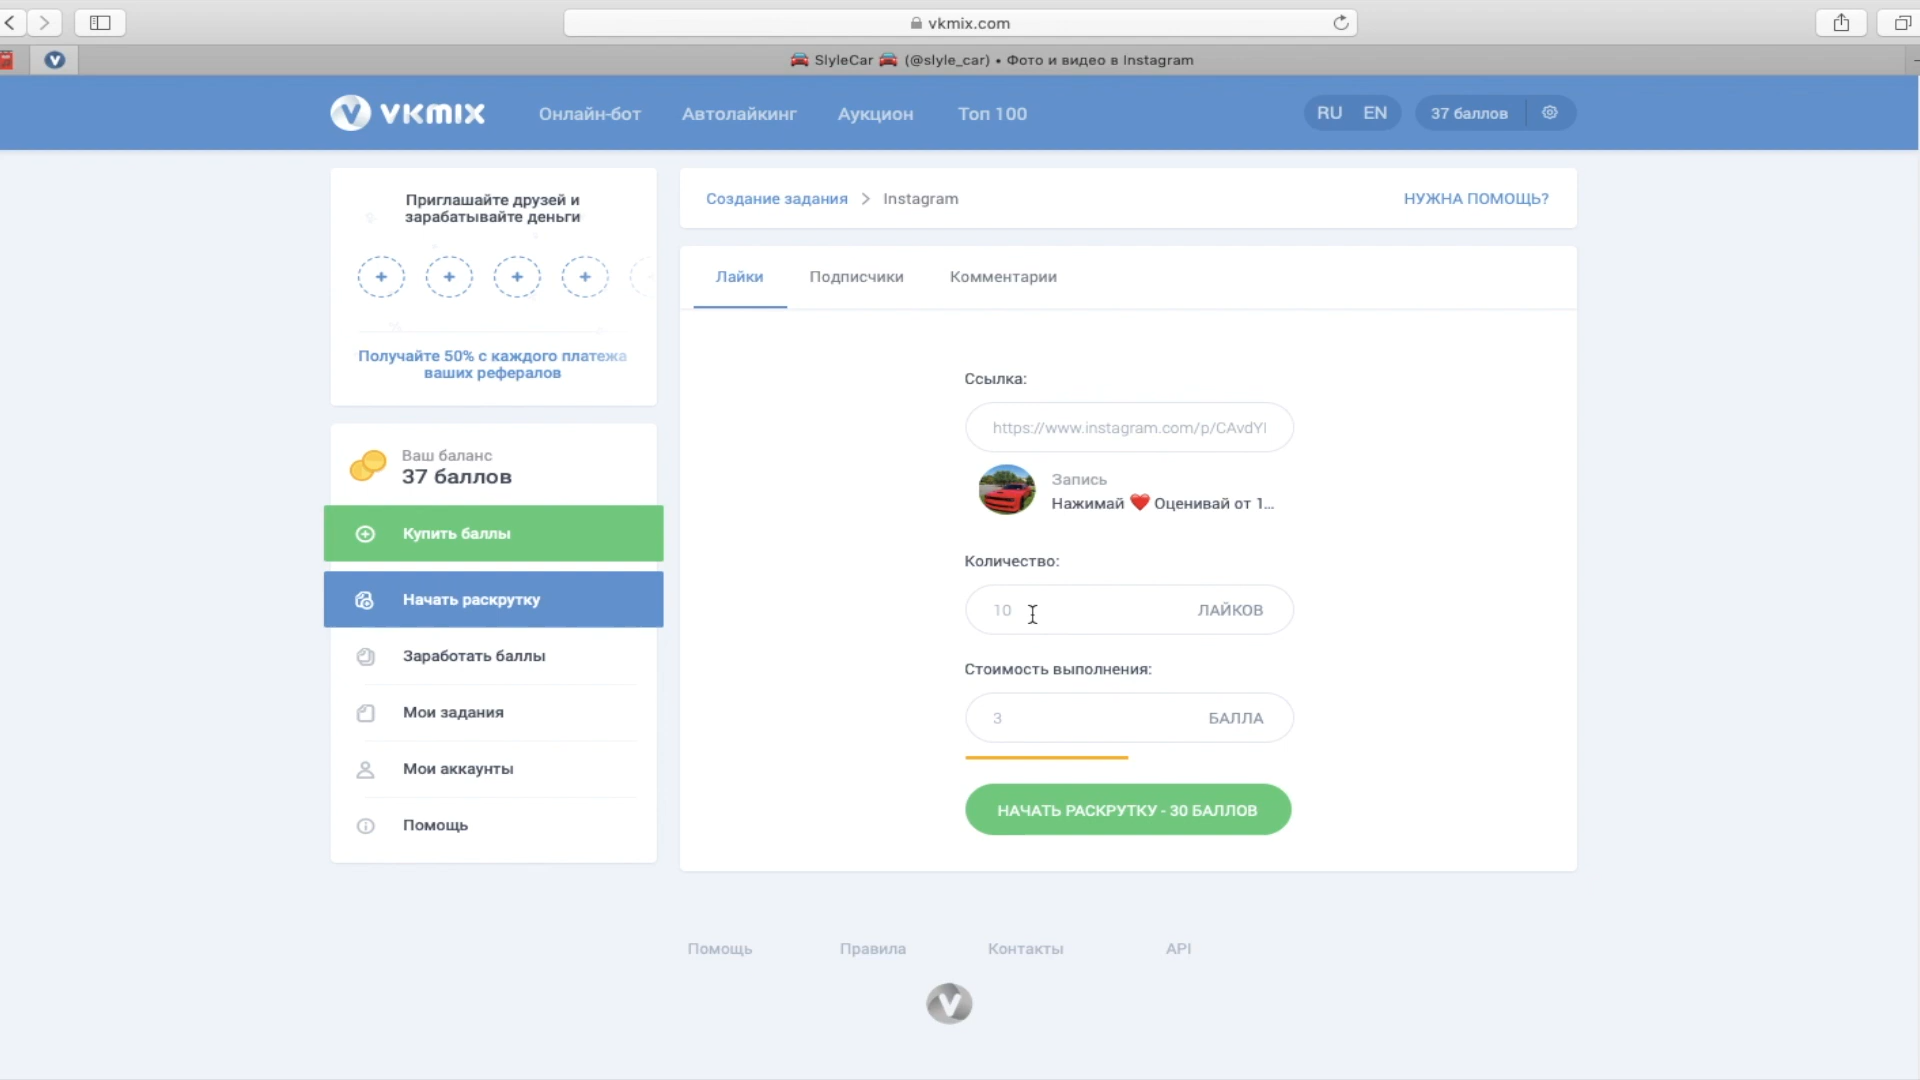 vkmix.com
SlyleCar (@slyle_car) • Фото и видео в Instagram
VKMIX
Онлайн-бот
Автолайкинг
Аукцион
Топ 100
RU EN
37 баллов
Приглашайте друзей и
зарабатывайте деньги
Получайте 50% с каждого платежа
ваших рефералов
Ваш баланс
37 баллов
Купить баллы
Начать раскрутку
Заработать баллы
Мои задания
Мои аккаунты
Помощь
Создание задания > Instagram
НУЖНА ПОМОЩЬ?
Лайки
Подписчики
Комментарии
Ссылка:
https://www.instagram.com/p/CAvdY
Запись
Нажимай ❤️ Оценивай от 1...
Количество:
10 ЛАЙКОВ
Стоимость выполнения:
3 БАЛЛА
НАЧАТЬ РАСКРУТКУ - 30 БАЛЛОВ
Помощь
Правила
Контакты
API